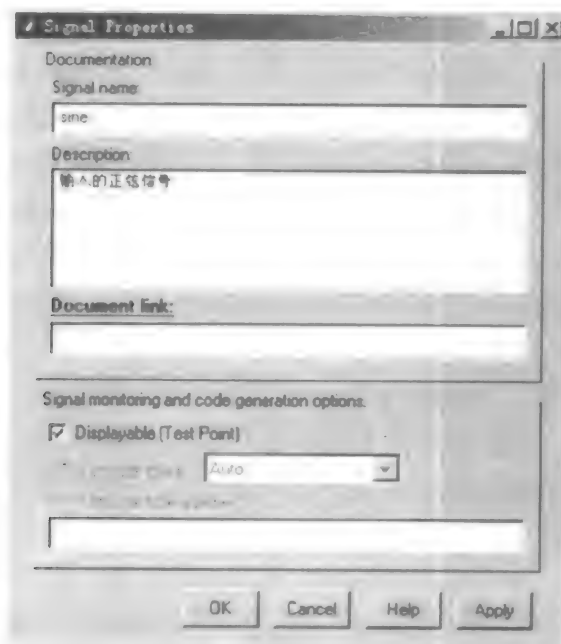 Signal Properties
Documentation
Signal name:
sine
Description:
输入的正弦信号
Document link:
Signal monitoring and code generation options.
Displayable (Test Point)
Auto
OK
Cancel
Help
Apply